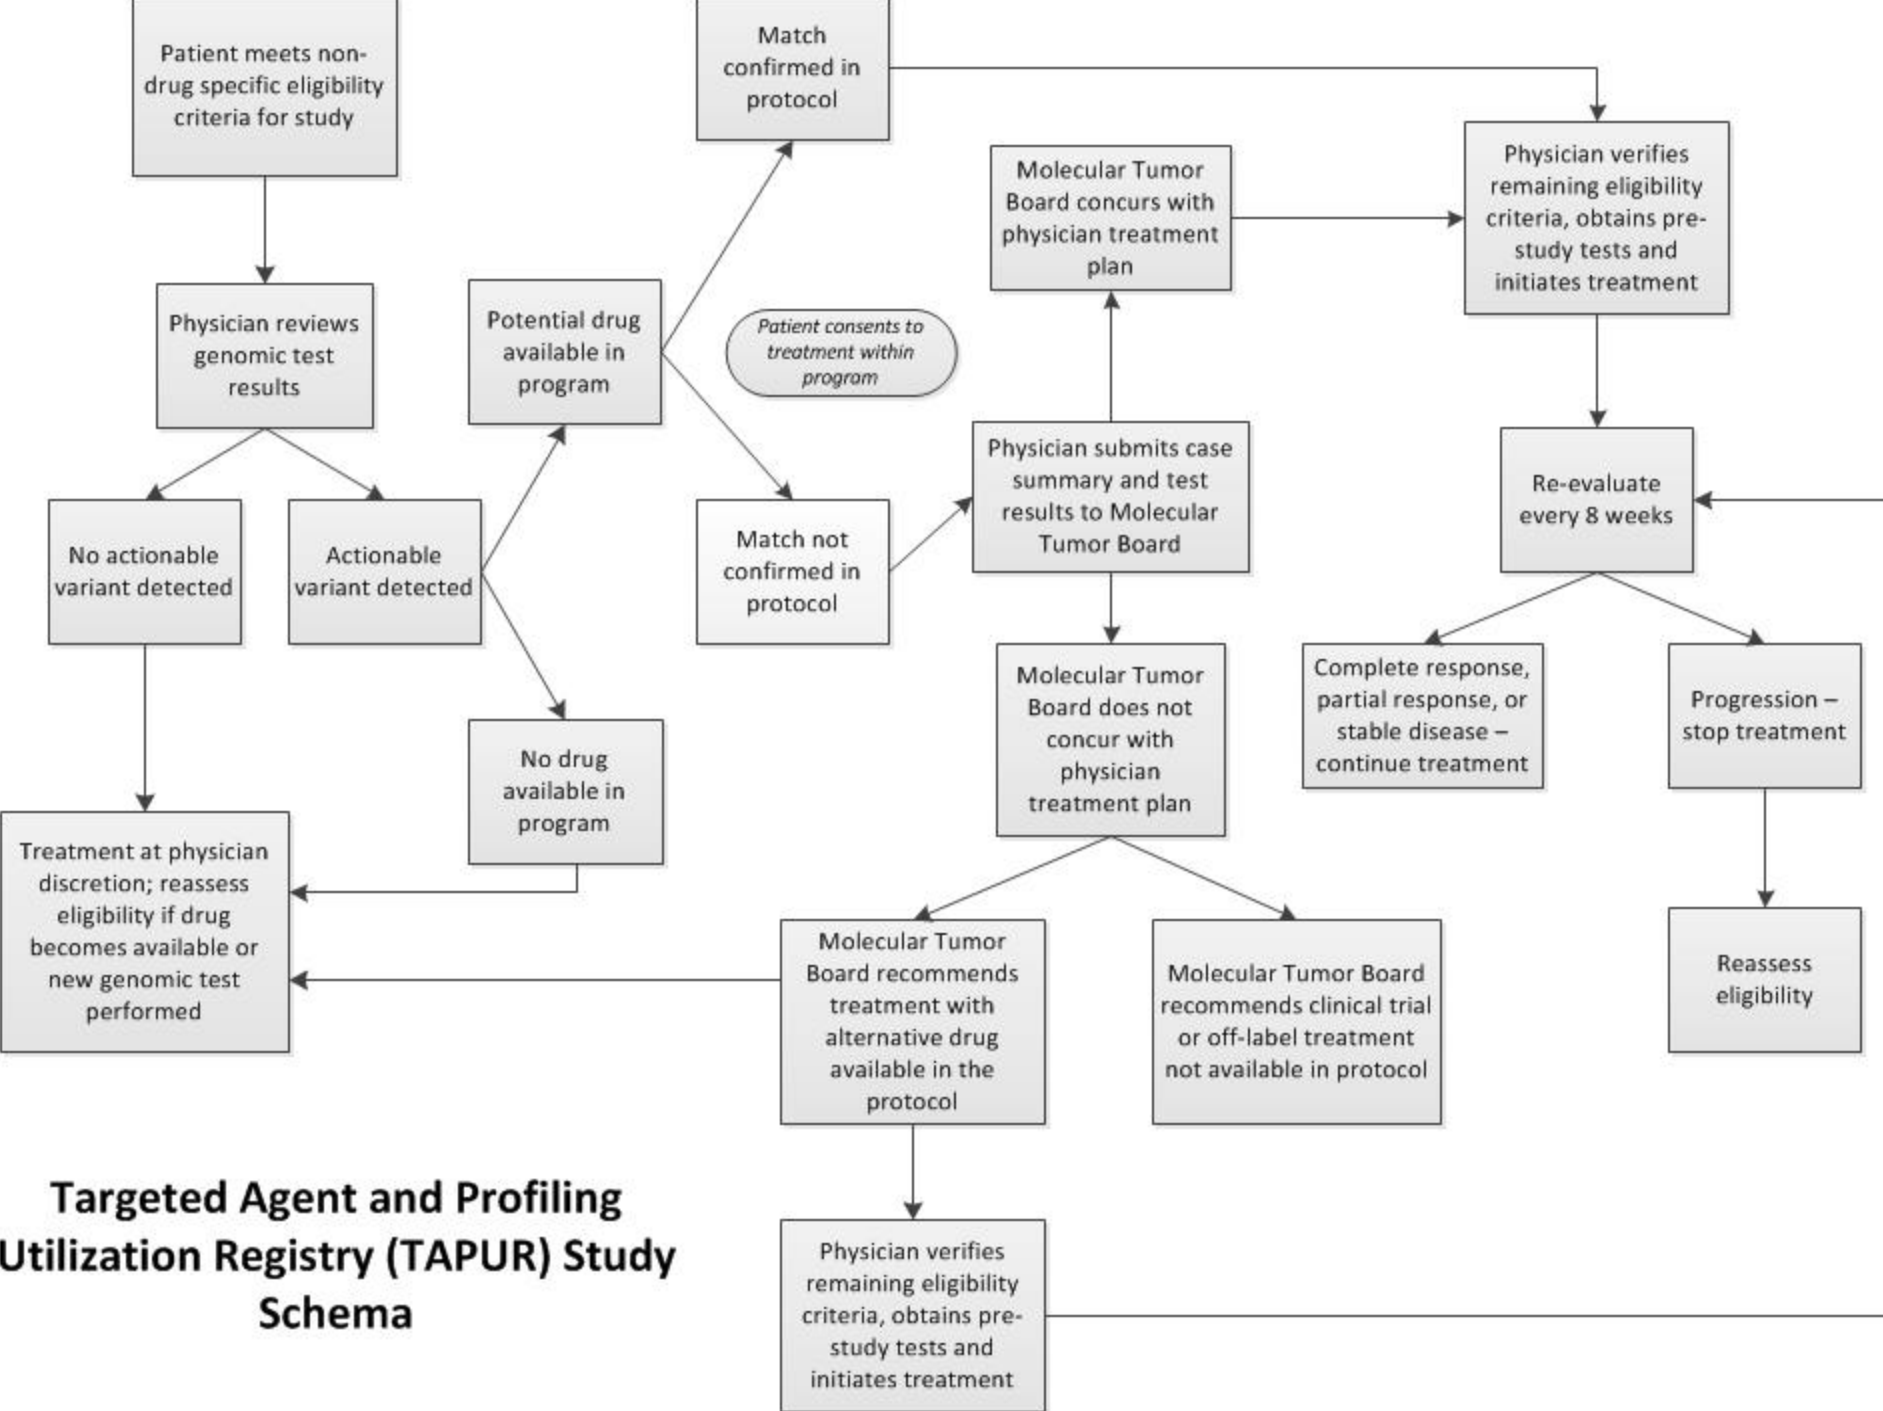 Patient meets non-
drug specific eligibility
criteria for study
Match
confirmed in
protocol
Physician verifies
remaining eligibility
criteria, obtains pre-
study tests and
initiates treatment
Molecular Tumor
Board concurs with
physician treatment
plan
Physician reviews
genomic test
results
Potential drug
available in
program
Patient consents to
treatment within
program
Physician submits case
summary and test
results to Molecular
Tumor Board
Re-evaluate
every 8 weeks
No actionable
variant detected
Actionable
variant detected
Match not
confirmed in
protocol
Molecular Tumor
Board does not
concur with
physician
treatment plan
Complete response,
partial response, or
stable disease –
continue treatment
Progression –
stop treatment
No drug
available in
program
Treatment at physician
discretion; reassess
eligibility if drug
becomes available or
new genomic test
performed
Molecular Tumor
Board recommends
treatment with
alternative drug
available in the
protocol
Molecular Tumor Board
recommends clinical trial
or off-label treatment
not available in protocol
Reassess
eligibility
Targeted Agent and Profiling
Utilization Registry (TAPUR) Study
Schema
Physician verifies
remaining eligibility
criteria, obtains pre-
study tests and
initiates treatment